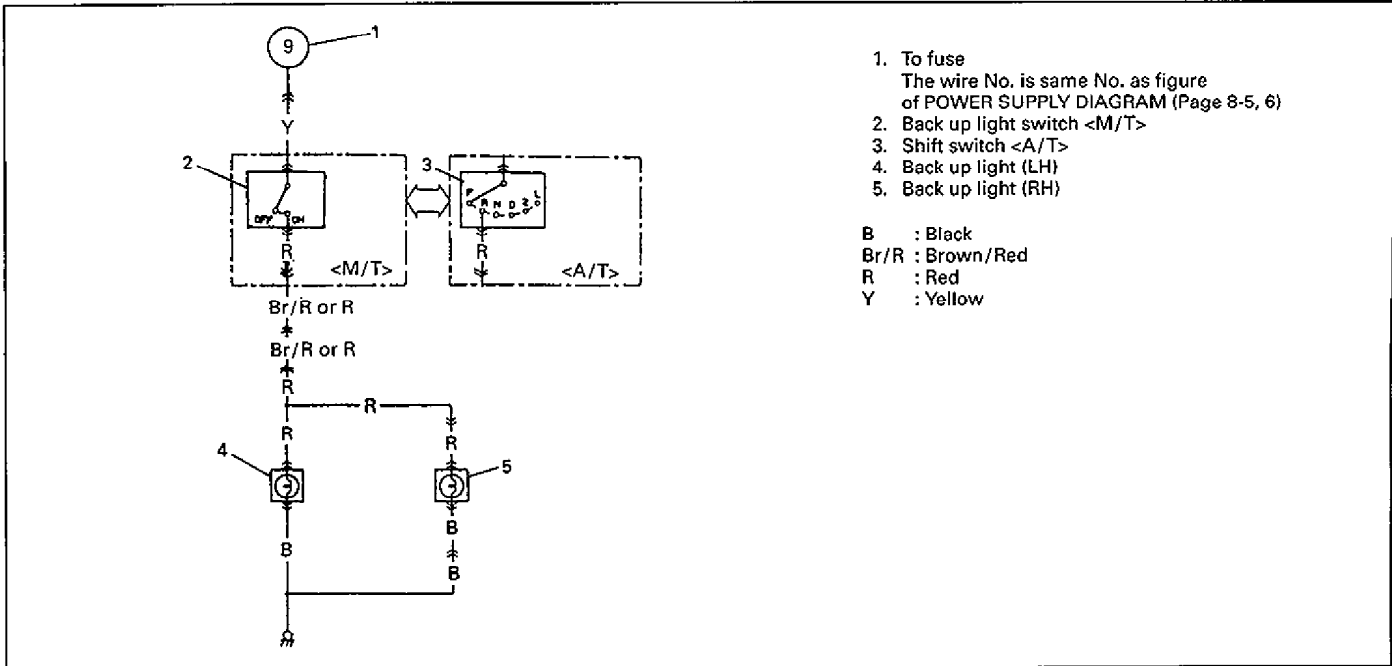 9
1
Y
2
OFF ON
R
<M/T>
3
P R N D 2 L
R
<A/T>
Br/R or R
Br/R or R
R
R
R
R
4
5
B
B
B
1. To fuse
The wire No. is same No. as figure
of POWER SUPPLY DIAGRAM (Page 8-5, 6)
2. Back up light switch <M/T>
3. Shift switch <A/T>
4. Back up light (LH)
5. Back up light (RH)
B : Black
Br/R : Brown/Red
R : Red
Y : Yellow